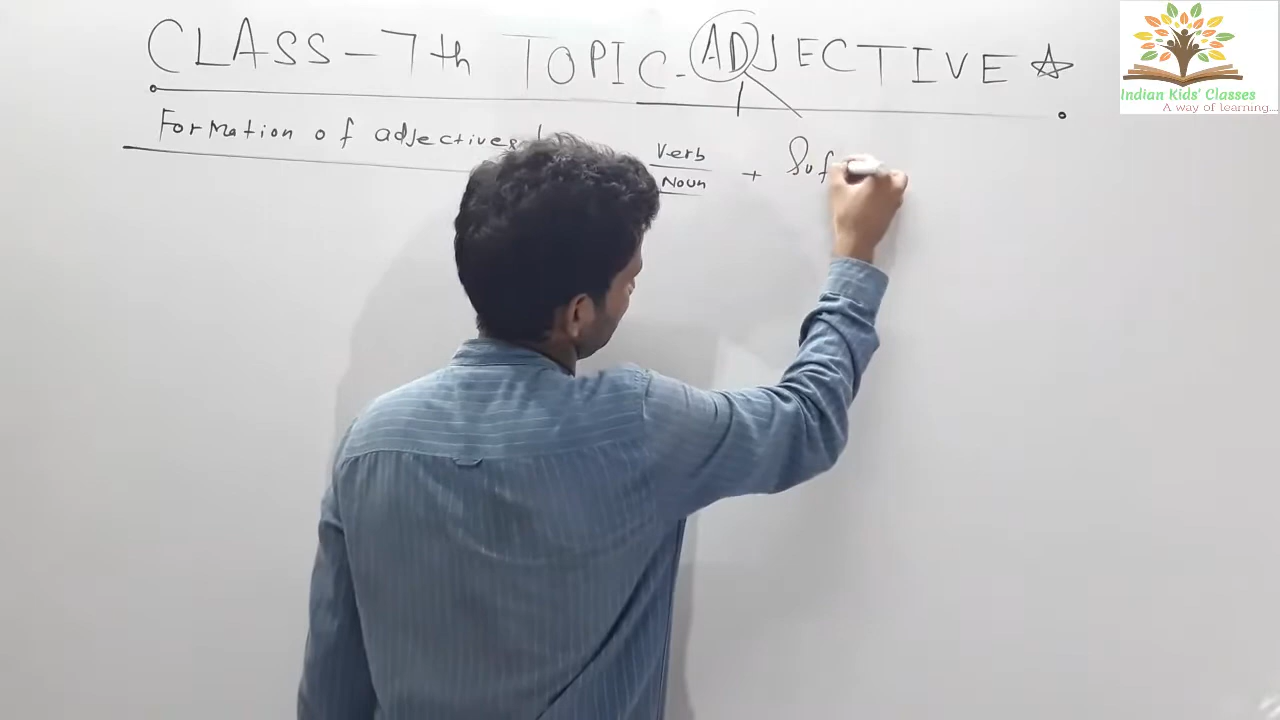 CLASS - 7th TOPIC - ADJECTIVE
Formation of adjectives
Verb
Noun + Suf
Indian Kids' Classes
A way of learning....